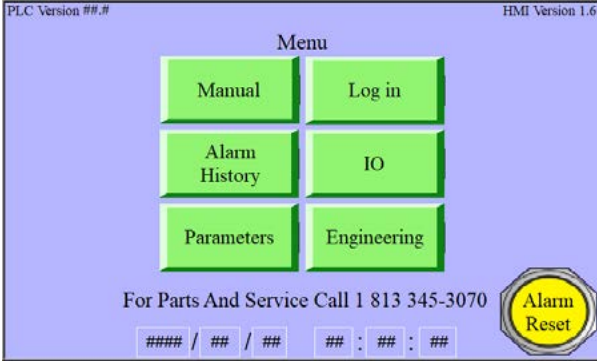 PLC Version ##.# HMI Version 1.6
Menu
Manual Log in
Alarm
History
IO
Parameters Engineering
For Parts And Service Call 1 813 345-3070
Alarm
Reset
#### / ## / ## ## : ## : ##